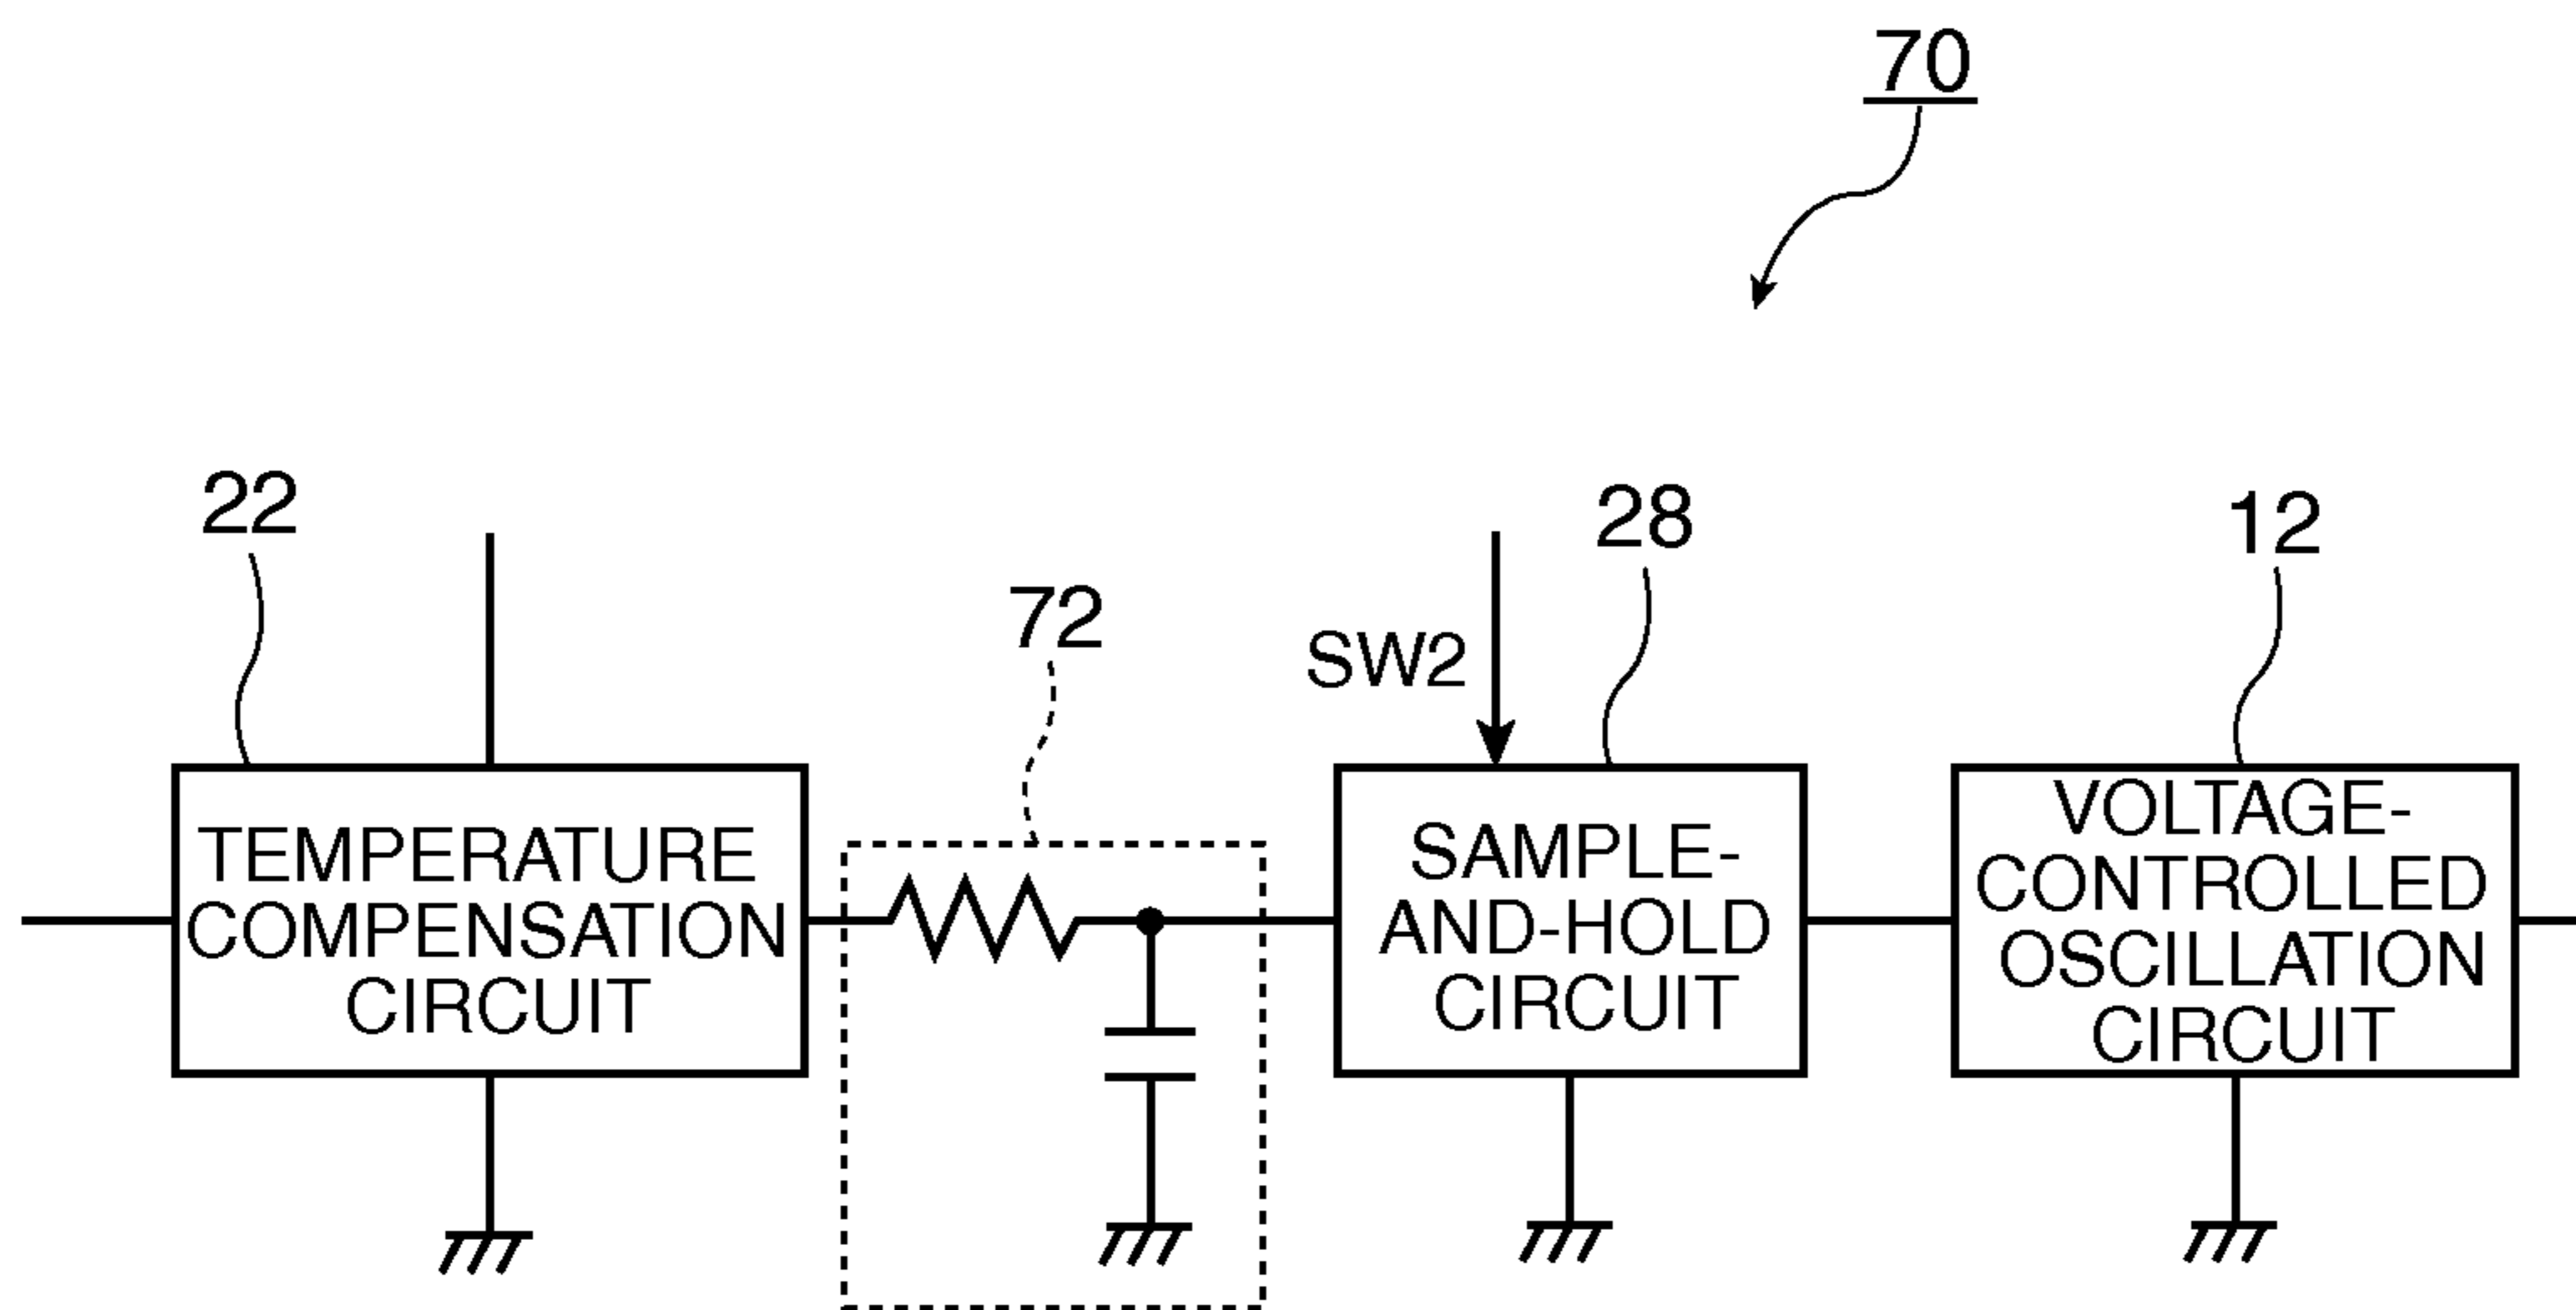 70
22
28
12
72
SW2
TEMPERATURE
COMPENSATION
CIRCUIT
SAMPLE-
AND-HOLD
CIRCUIT
VOLTAGE-
CONTROLLED
OSCILLATION
CIRCUIT